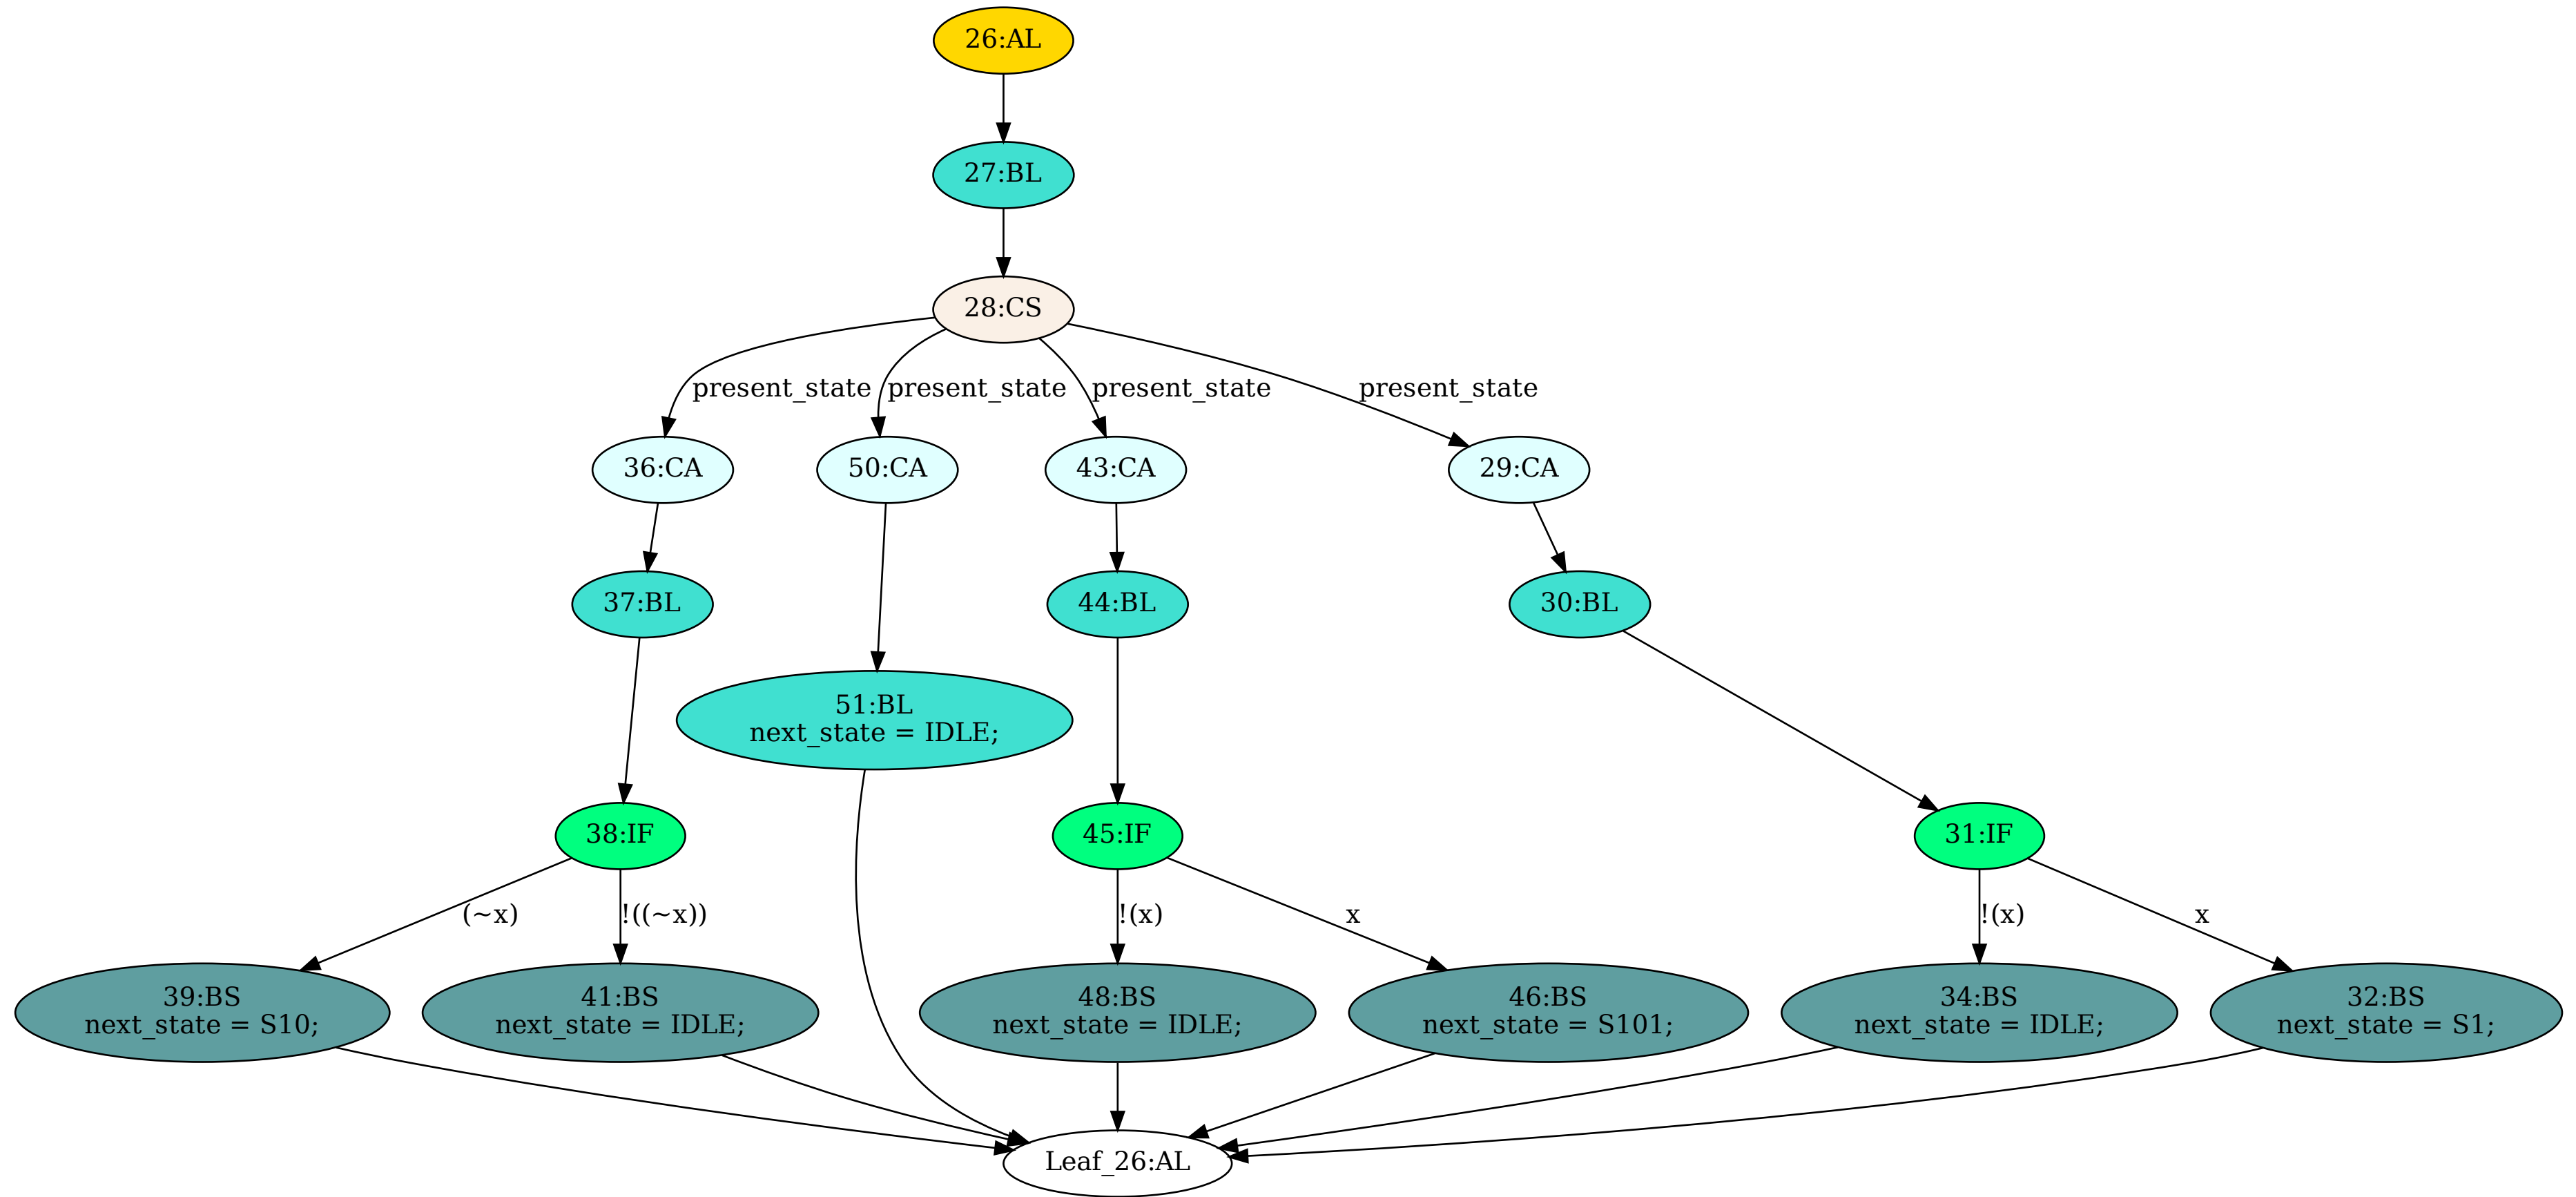 26:AL
27:BL
28:CS
present_state
present_state
present_state
present_state
36:CA
50:CA
43:CA
29:CA
37:BL
44:BL
30:BL
51:BL
next_state = IDLE;
38:IF
45:IF
31:IF
(~x)
!((~x))
!(x)
x
!(x)
x
39:BS
next_state = S10;
41:BS
next_state = IDLE;
48:BS
next_state = IDLE;
46:BS
next_state = S101;
34:BS
next_state = IDLE;
32:BS
next_state = S1;
Leaf_26:AL